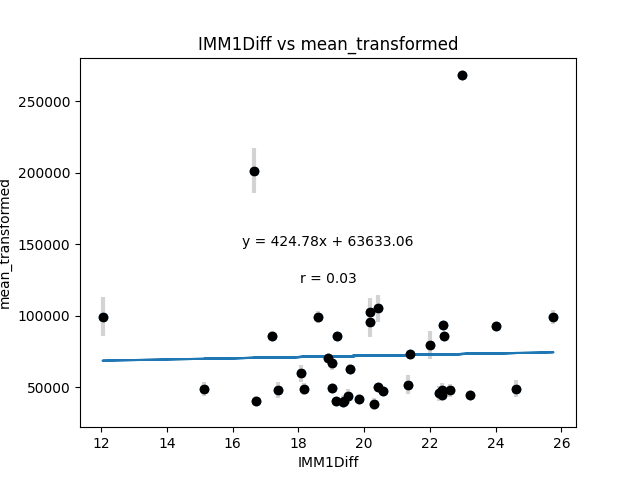 IMM1Diff vs mean_transformed
250000
200000
150000
100000
50000
mean_transformed
y = 424.78x + 63633.06
r = 0.03
12 14 16 18 20 22 24 26
IMM1Diff